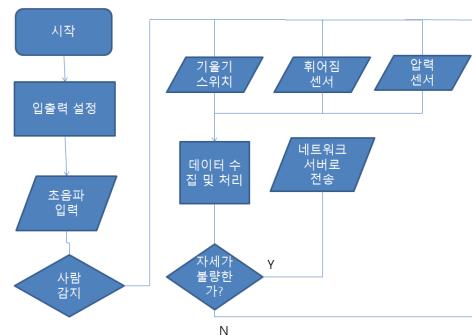 시작
입출력 설정
초음파
입력
사람
감지
기울기
스위치
휘어짐
센서
압력
센서
데이터 수
집 및 처리
네트워크
서버로
전송
자세가
불량한
가?
Y
N